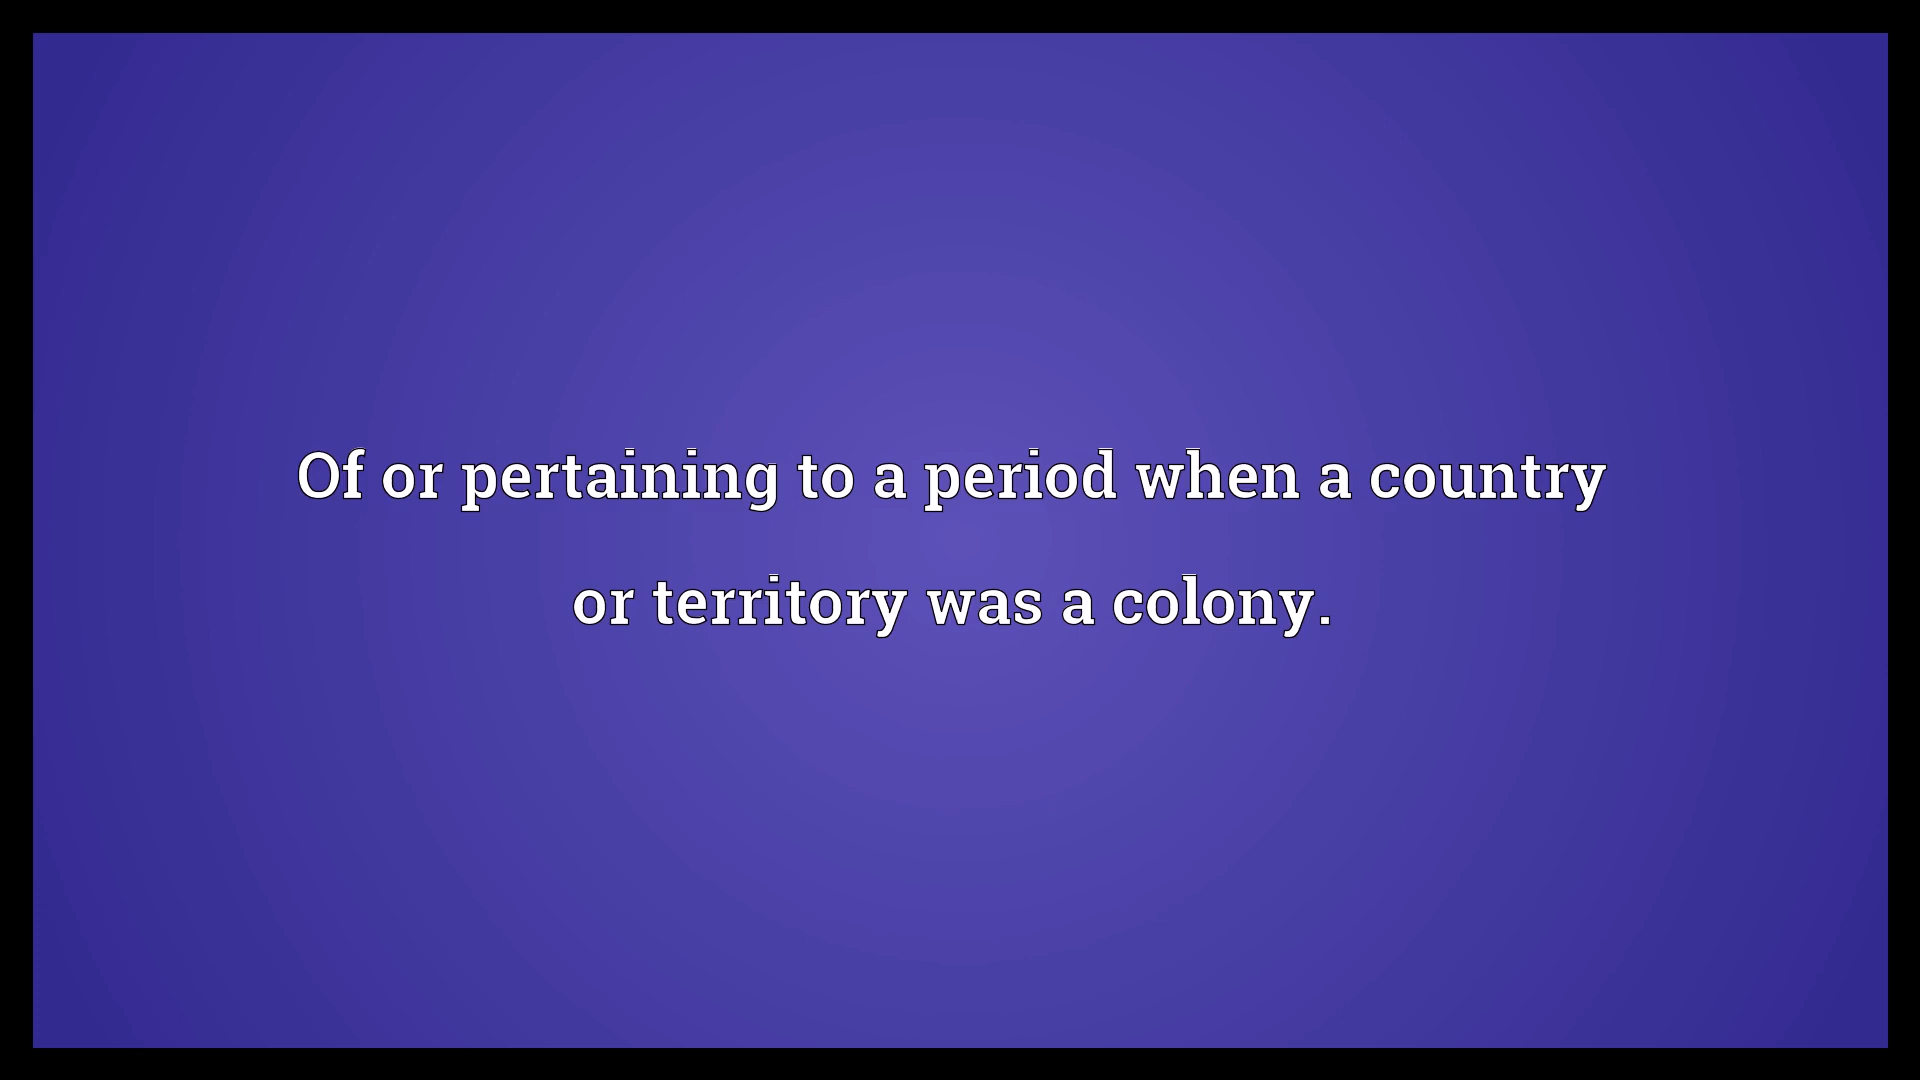 Of or pertaining to a period when a country
or territory was a colony.